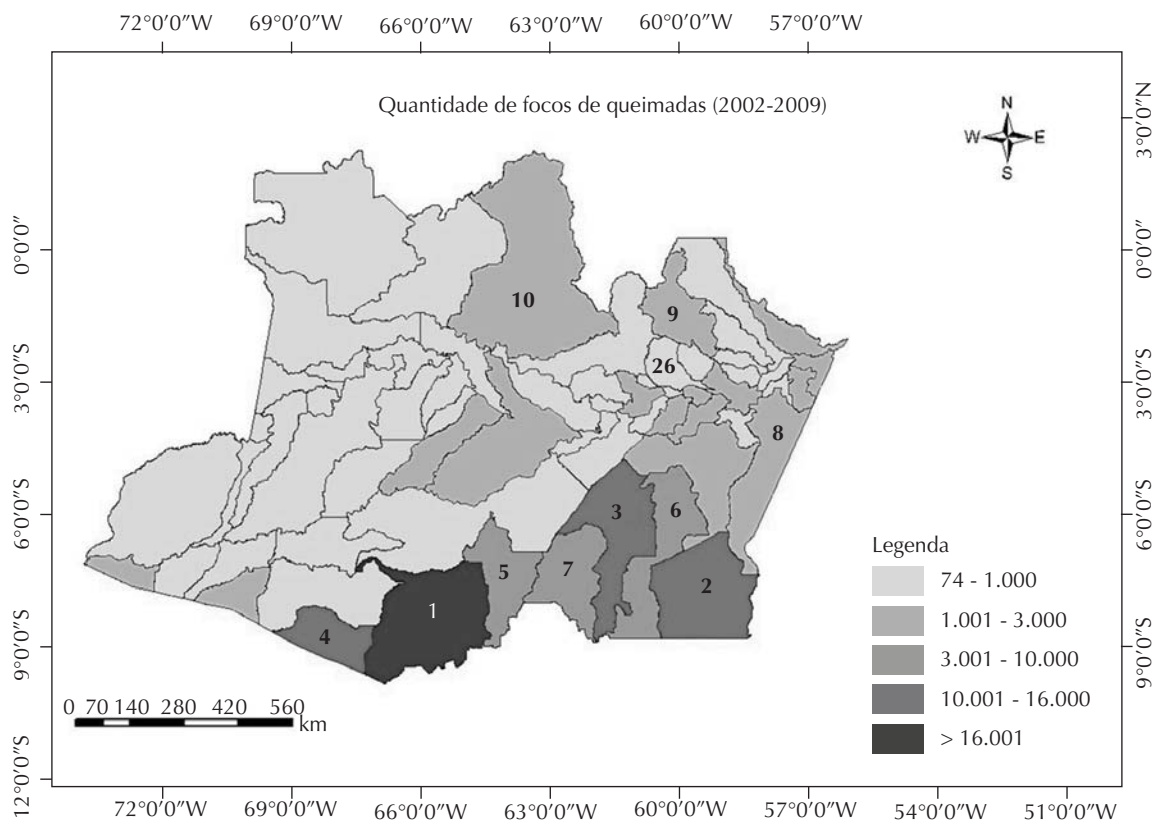 72°0′0″W 69°0′0″W 66°0′0″W 63°0′0″W 60°0′0″W 57°0′0″W
Quantidade de focos de queimadas (2002-2009)
N
W E
S
3°0′0″N
0°0′0″
0°0′0″
3°0′0″S
3°0′0″S
6°0′0″S
6°0′0″S
9°0′0″S
9°0′0″S
12°0′0″S
10
9
26
8
3
6
5
7
2
1
4
Legenda
74 - 1.000
1.001 - 3.000
3.001 - 10.000
10.001 - 16.000
> 16.001
0 70 140 280 420 560
km
72°0′0″W 69°0′0″W 66°0′0″W 63°0′0″W 60°0′0″W 57°0′0″W 54°0′0″W 51°0′0″W